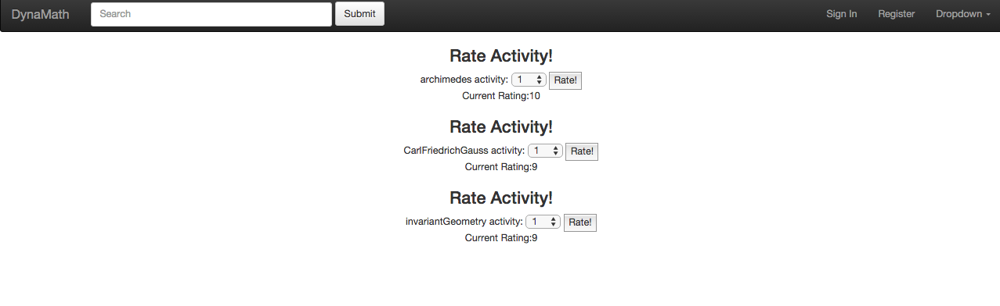 DynaMath Search Submit Sign In Register Dropdown
Rate Activity!
archimedes activity: 1 Rate!
Current Rating:10
Rate Activity!
CarlFriedrichGauss activity: 1 Rate!
Current Rating:9
Rate Activity!
invariantGeometry activity: 1 Rate!
Current Rating:9